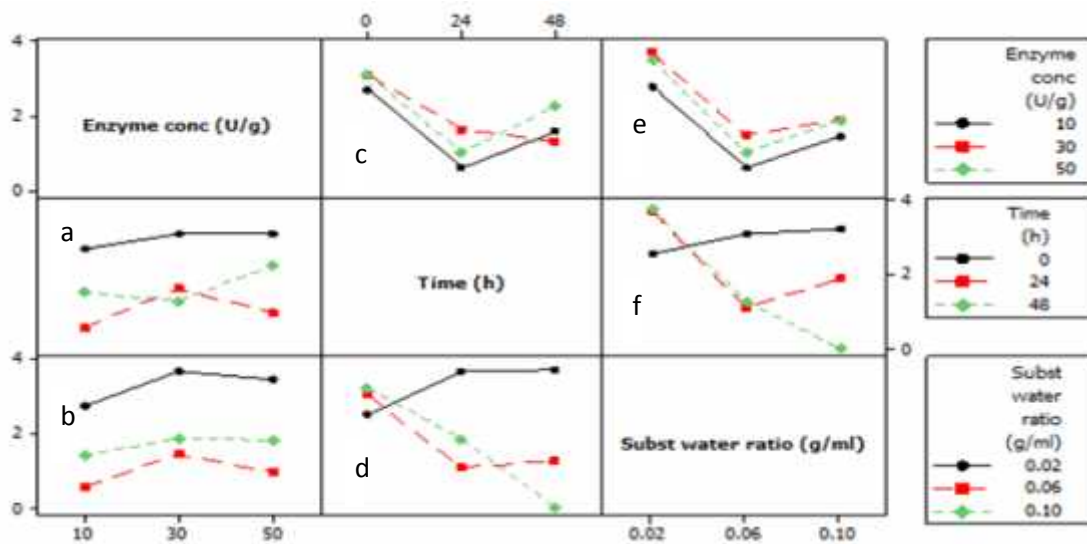 0 24 48
4
2
0
Enzyme conc (U/g)
c
e
Enzyme
conc
(U/g)
10
30
50
a
Time (h)
f
4
2
0
Time
(h)
0
24
48
4
2
0
b
d
Subst water ratio (g/ml)
Subst
water
ratio
(g/ml)
0.02
0.06
0.10
10 30 50
0.02 0.06 0.10